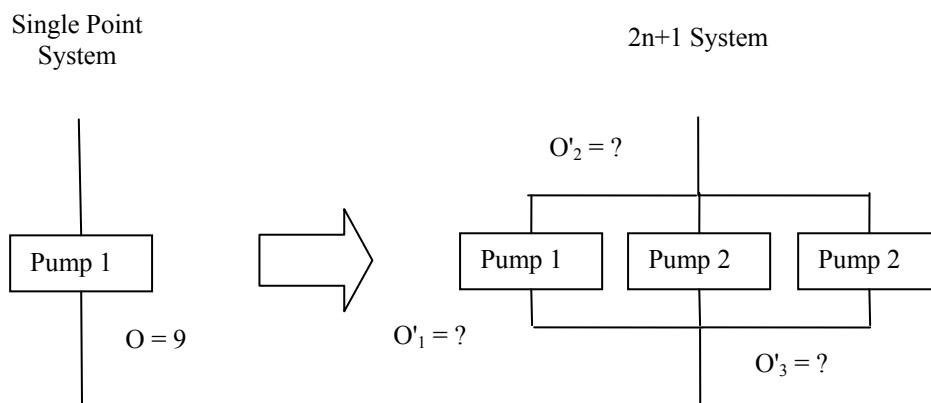 Single Point
System
2n+1 System
O'₂ = ?
Pump 1
Pump 1
Pump 2
Pump 2
O = 9
O'₁ = ?
O'₃ = ?